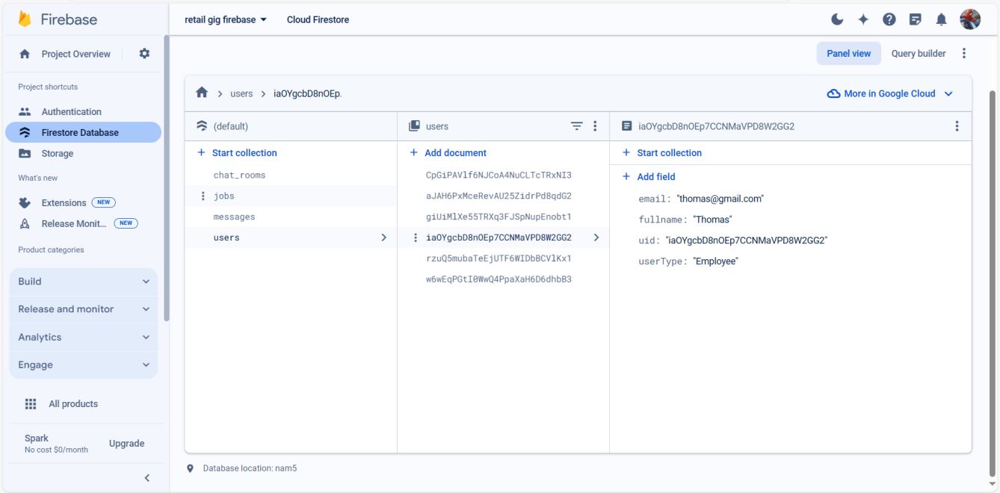 Firebase
retail gig firebase
Cloud Firestore
Project Overview
Project shortcuts
Authentication
Firestore Database
Storage
What's new
Extensions NEW
Release Monit... NEW
Product categories
Build
Release and monitor
Analytics
Engage
All products
Spark
No cost $0/month
Upgrade
Panel view
Query builder
users
iaOYgcbD8nOEp.
More in Google Cloud
(default)
Start collection
chat_rooms
jobs
messages
users
users
Add document
CpGiPAVlf6NJCoA4NuCLTcTRxNI3
aJAH6PxMceRevAU25ZidrPd8qdG2
giUiMlXe55TRXq3FJSpNupEnobt1
iaOYgcbD8nOEp7CCNMaVPD8W2GG2
rzuQ5mubaTeEjUTF6WIDbBCVlKx1
w6wEqPGtI0WwQ4PpaXaH6D6dhbB3
iaOYgcbD8nOEp7CCNMaVPD8W2GG2
Start collection
Add field
email: "thomas@gmail.com"
fullname: "Thomas"
uid: "iaOYgcbD8nOEp7CCNMaVPD8W2GG2"
userType: "Employee"
Database location: nam5